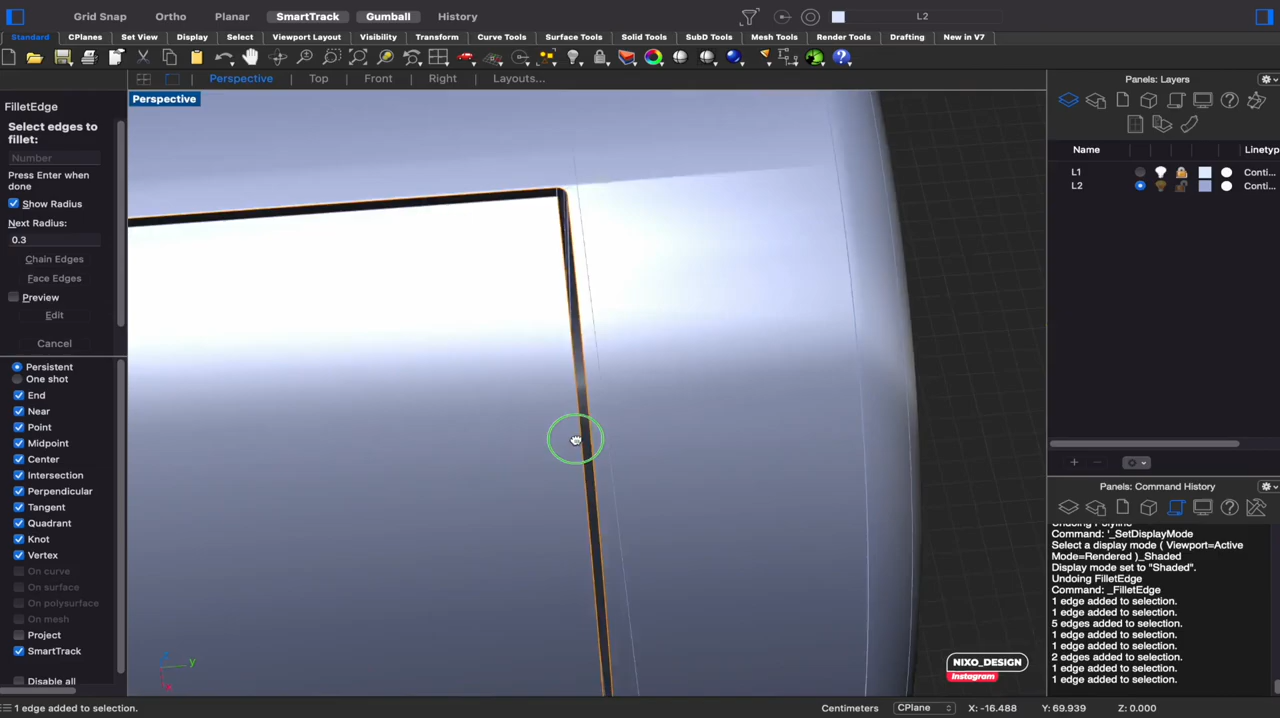 Grid Snap Ortho Planar SmartTrack Gumball History L2
Standard CPlanes Set View Display Select Viewport Layout Visibility Transform Curve Tools Surface Tools Solid Tools SubD Tools Mesh Tools Render Tools Drafting New in V7
Perspective Top Front Right Layouts...
Panels: Layers
Perspective
FilletEdge
Select edges to
fillet:
Number
Press Enter when
done
Show Radius
Next Radius:
0.3
Chain Edges
Face Edges
Preview
Edit
Cancel
Persistent
One shot
End
Near
Point
Midpoint
Center
Intersection
Perpendicular
Tangent
Quadrant
Knot
Vertex
On curve
On surface
On polysurface
On mesh
Project
SmartTrack
Disable all
Name Linetyp
L1 Conti...
L2 Conti...
Panels: Command History
Undoing Polyline
Command: '_SetDisplayMode
Select a display mode ( Viewport=Active
Mode=Rendered )_Shaded
Display mode set to "Shaded".
Undoing FilletEdge
Command: _FilletEdge
1 edge added to selection.
1 edge added to selection.
5 edges added to selection.
1 edge added to selection.
1 edge added to selection.
2 edges added to selection.
1 edge added to selection.
1 edge added to selection.
z
y
x
NIXO_DESIGN
Instagram
1 edge added to selection.
Centimeters CPlane X: -16.488 Y: 69.939 Z: 0.000